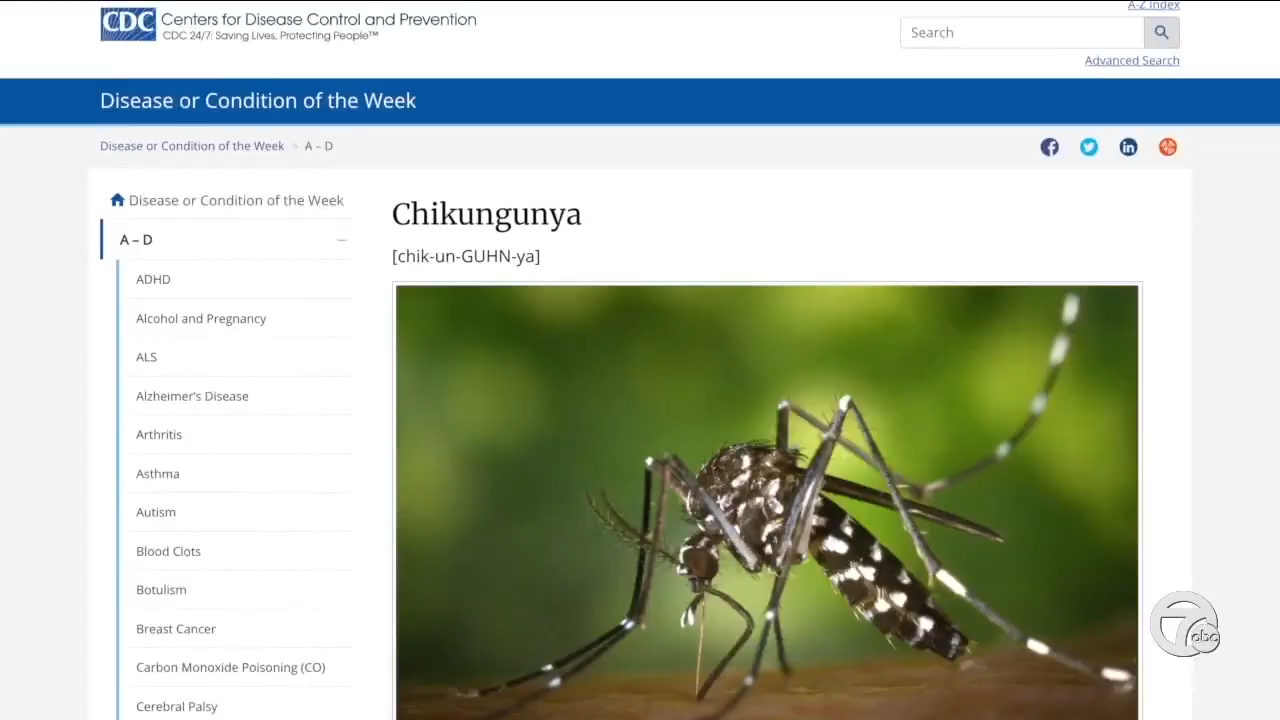 A-Z Index
CDC
Centers for Disease Control and Prevention
CDC 24/7: Saving Lives, Protecting People™
Search
Advanced Search
Disease or Condition of the Week
Disease or Condition of the Week > A – D
Disease or Condition of the Week
A – D
ADHD
Alcohol and Pregnancy
ALS
Alzheimer's Disease
Arthritis
Asthma
Autism
Blood Clots
Botulism
Breast Cancer
Carbon Monoxide Poisoning (CO)
Cerebral Palsy
Chikungunya
[chik-un-GUHN-ya]
7 abc